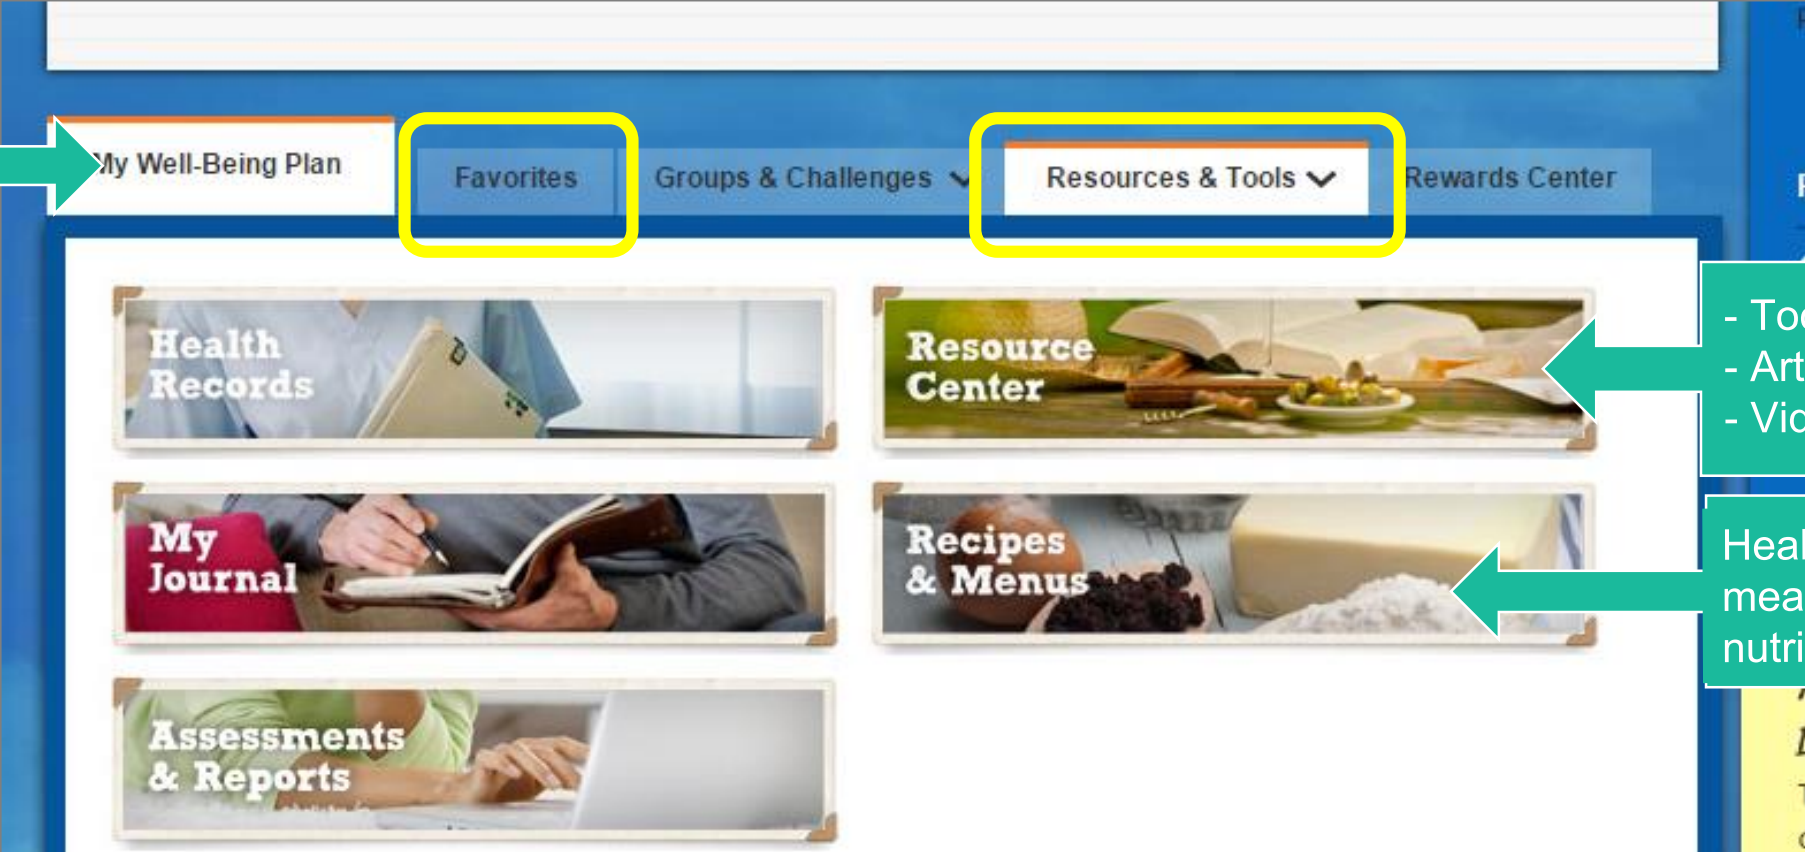 My Well-Being Plan
Favorites
Groups & Challenges
Resources & Tools
Rewards Center
Health
Records
Resource
Center
- Too
- Art
- Vid
My
Journal
Recipes
& Menus
Heal
mea
nutri
Assessments
& Reports